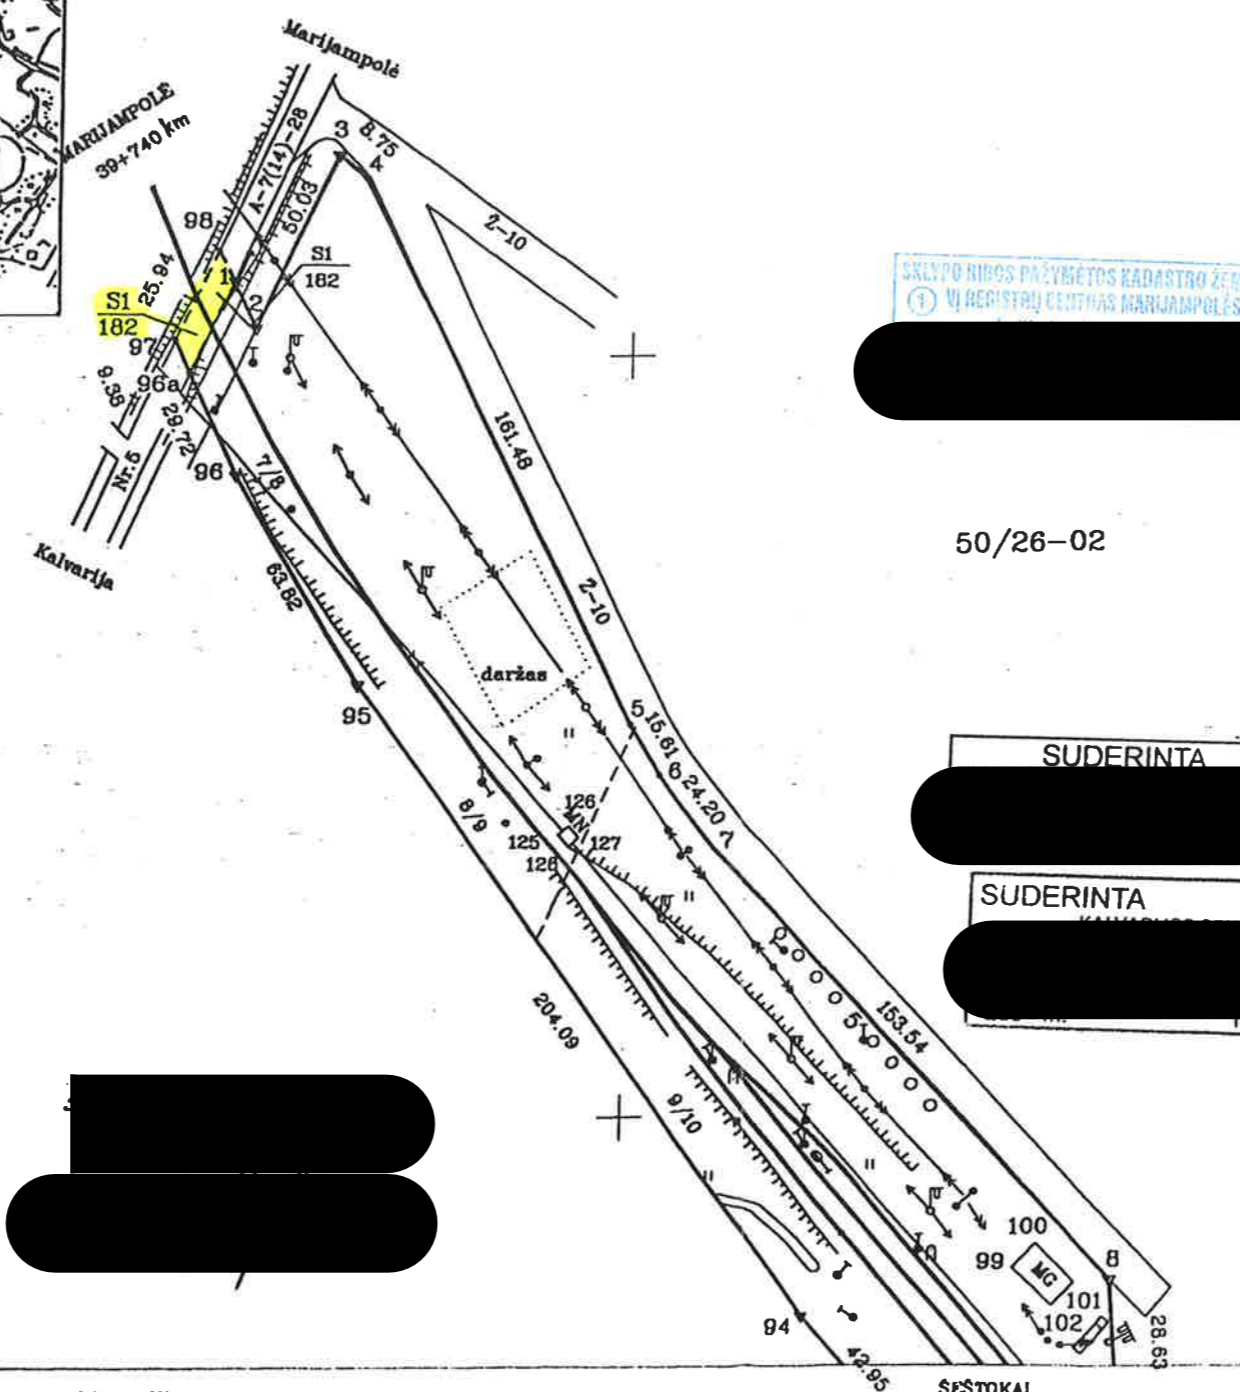 Marijampolė
MARIJAMPOLĖ
39+740 km
A-7(14)-28
50.03
3
8.75
4
Ž-10
98
25.94
1
2
S1
182
S1
182
97
96a
9.38
29.72
Nr.5
96
7/8
Kalvarija
63.82
161.48
SKLYPO RIBOS PAŽYMĖTOS KADASTRO
1 VĮ REGISTRŲ CENTRAS MARIJAMPOLĖS
50/26-02
Ž-10
daržas
95
5
15.61
6
24.20
7
SUDERINTA
8/9
126
MN
125
127
126
SUDERINTA
204.09
5
153.54
9/10
100
99
MG
8
101
102
28.63
94
42.95
ŠEŠTOKAI